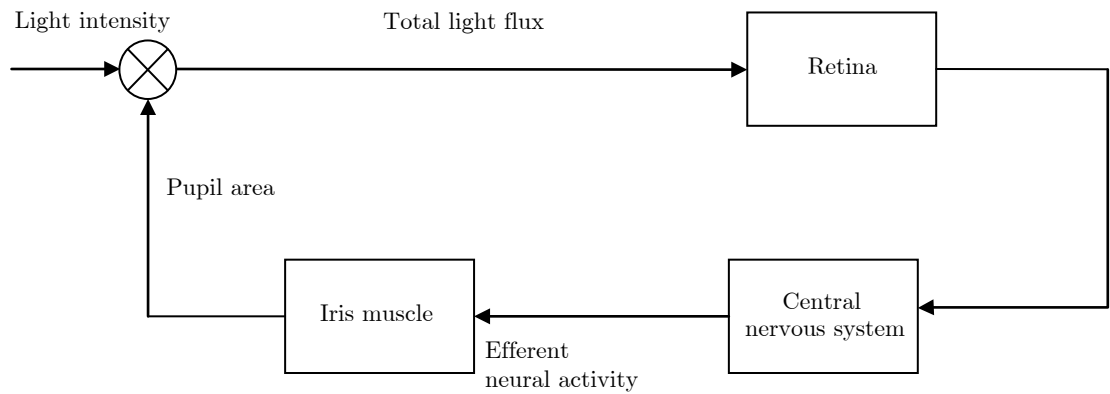 Light intensity
Total light flux
Retina
Pupil area
Iris muscle
Central
nervous system
Efferent
neural activity